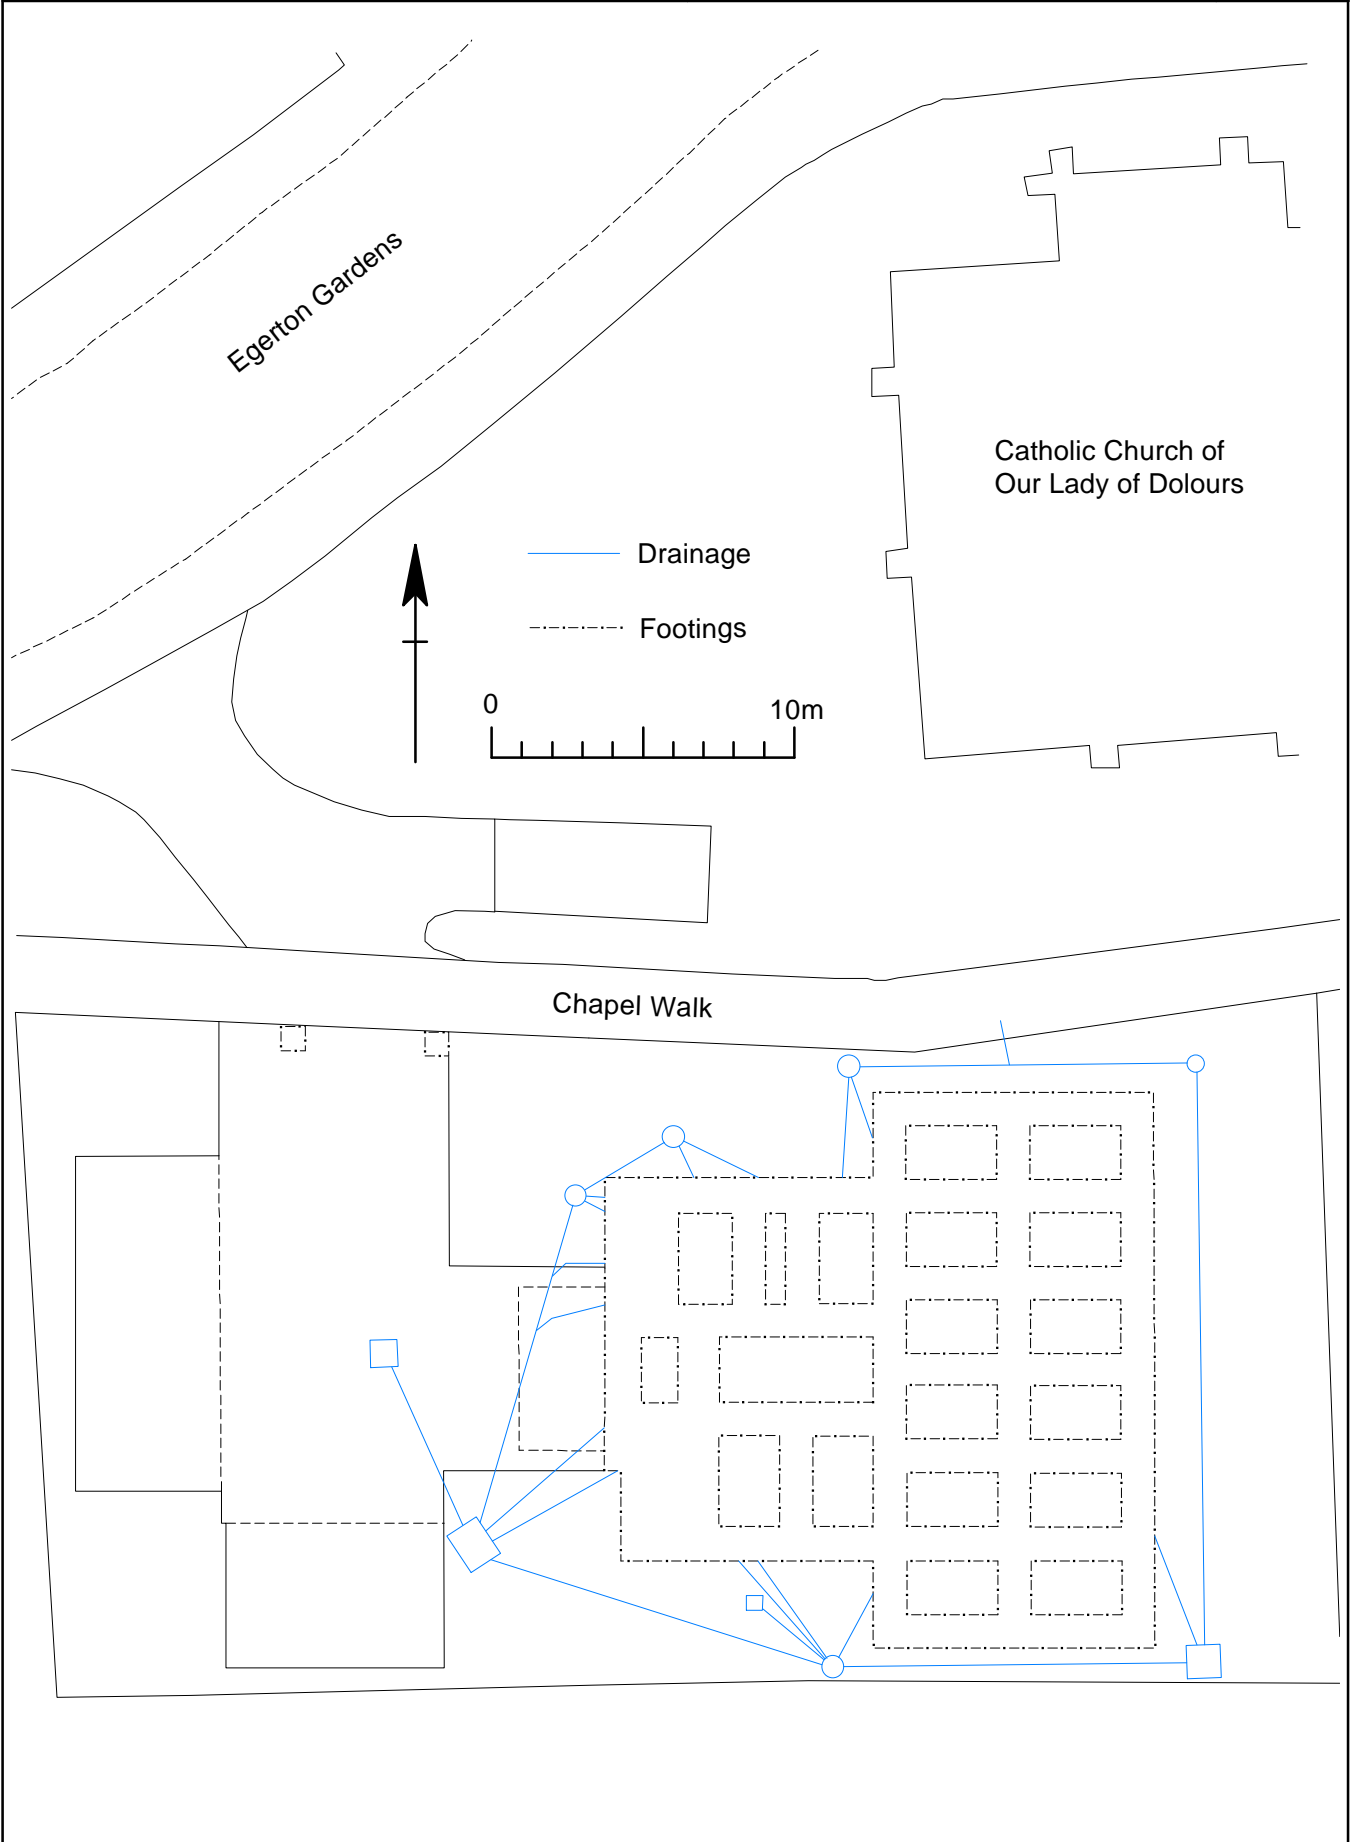 Egerton Gardens
Catholic Church of
Our Lady of Dolours
Drainage
Footings
0
10m
Chapel Walk